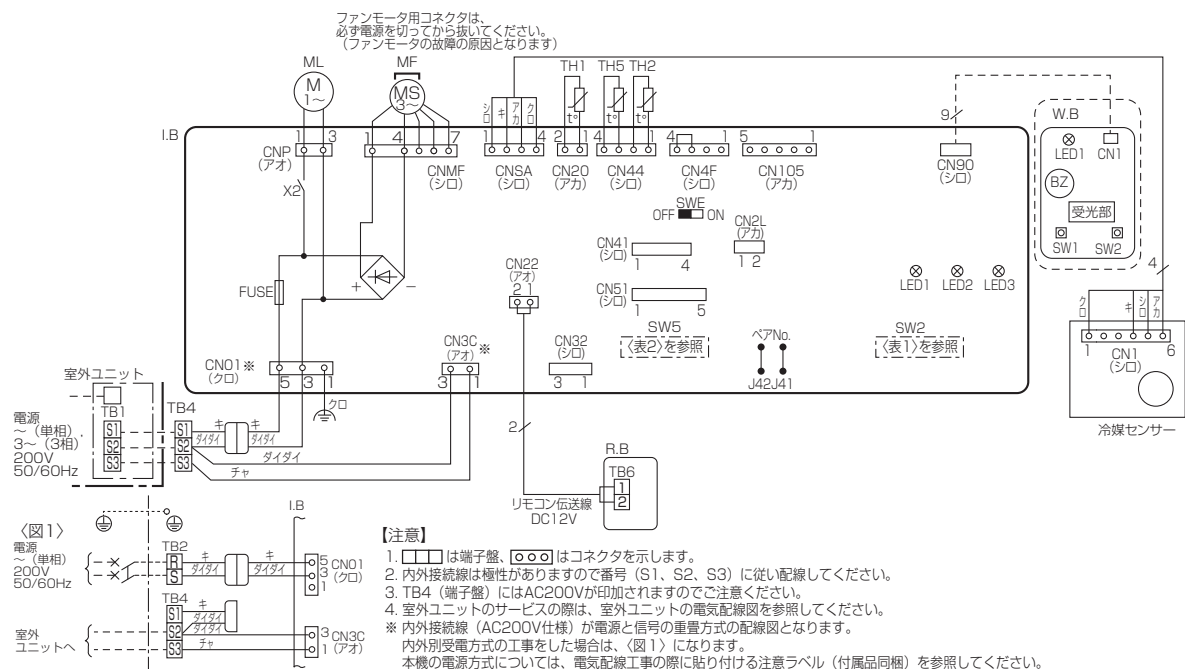 ファンモータ用コネクタは、
必ず電源を切ってから抜いてください。
（ファンモータの故障の原因となります）
ML
MF
TH1 TH5 TH2
M
1～
MS
3～
シロ キ アカ クロ
t° t° t°
9
W.B
I.B
1 3
1 4 7
1 4
2 1
4 1
4 1
5 1
CNP
(アオ)
CNMF
(シロ)
CNSA
(シロ)
CN20
(アカ)
CN44
(シロ)
CN4F
(シロ)
CN105
(アカ)
CN90
(シロ)
LED1 CN1
BZ
受光部
SW1 SW2
X2
SWE
OFF ON
CN2L
(アカ)
1 2
CN41
(シロ)
1 4
CN22
(アオ)
2 1
CN51
(シロ)
1 5
FUSE
+ −
LED1 LED2 LED3
4
クロ キ シロ アカ
1 6
CN1
(シロ)
冷媒センサー
SW5
〈表2〉を参照
ペアNo.
J42 J41
SW2
〈表1〉を参照
CN01※
(クロ)
5 3 1
CN3C
(アオ)※
3 1
CN32
(シロ)
3 1
クロ
室外ユニット
TB1
TB4
電源
～（単相）,
3～（3相）
200V
50/60Hz
S1 S1 キ キ
S2 S2 ダイダイ ダイダイ
S3 S3
ダイダイ
チャ
2
R.B
TB6
1
2
リモコン伝送線
DC12V
〈図1〉
電源
～（単相）
200V
50/60Hz
I.B
TB2
R キ キ
S ダイダイ ダイダイ
5
3
1
CN01
(クロ)
TB4
S1 キ
S2 ダイダイ
ダイダイ
S3 チャ
3
1
CN3C
(アオ)
室外
ユニットへ
【注意】
1. は端子盤、 はコネクタを示します。
2. 内外接続線は極性がありますので番号（S1、S2、S3）に従い配線してください。
3. TB4（端子盤）にはAC200Vが印加されますのでご注意ください。
4. 室外ユニットのサービスの際は、室外ユニットの電気配線図を参照してください。
※ 内外接続線（AC200V仕様）が電源と信号の重畳方式の配線図となります。
内外別受電方式の工事をした場合は、〈図1〉になります。
本機の電源方式については、電気配線工事の際に貼り付ける注意ラベル（付属品同梱）を参照してください。